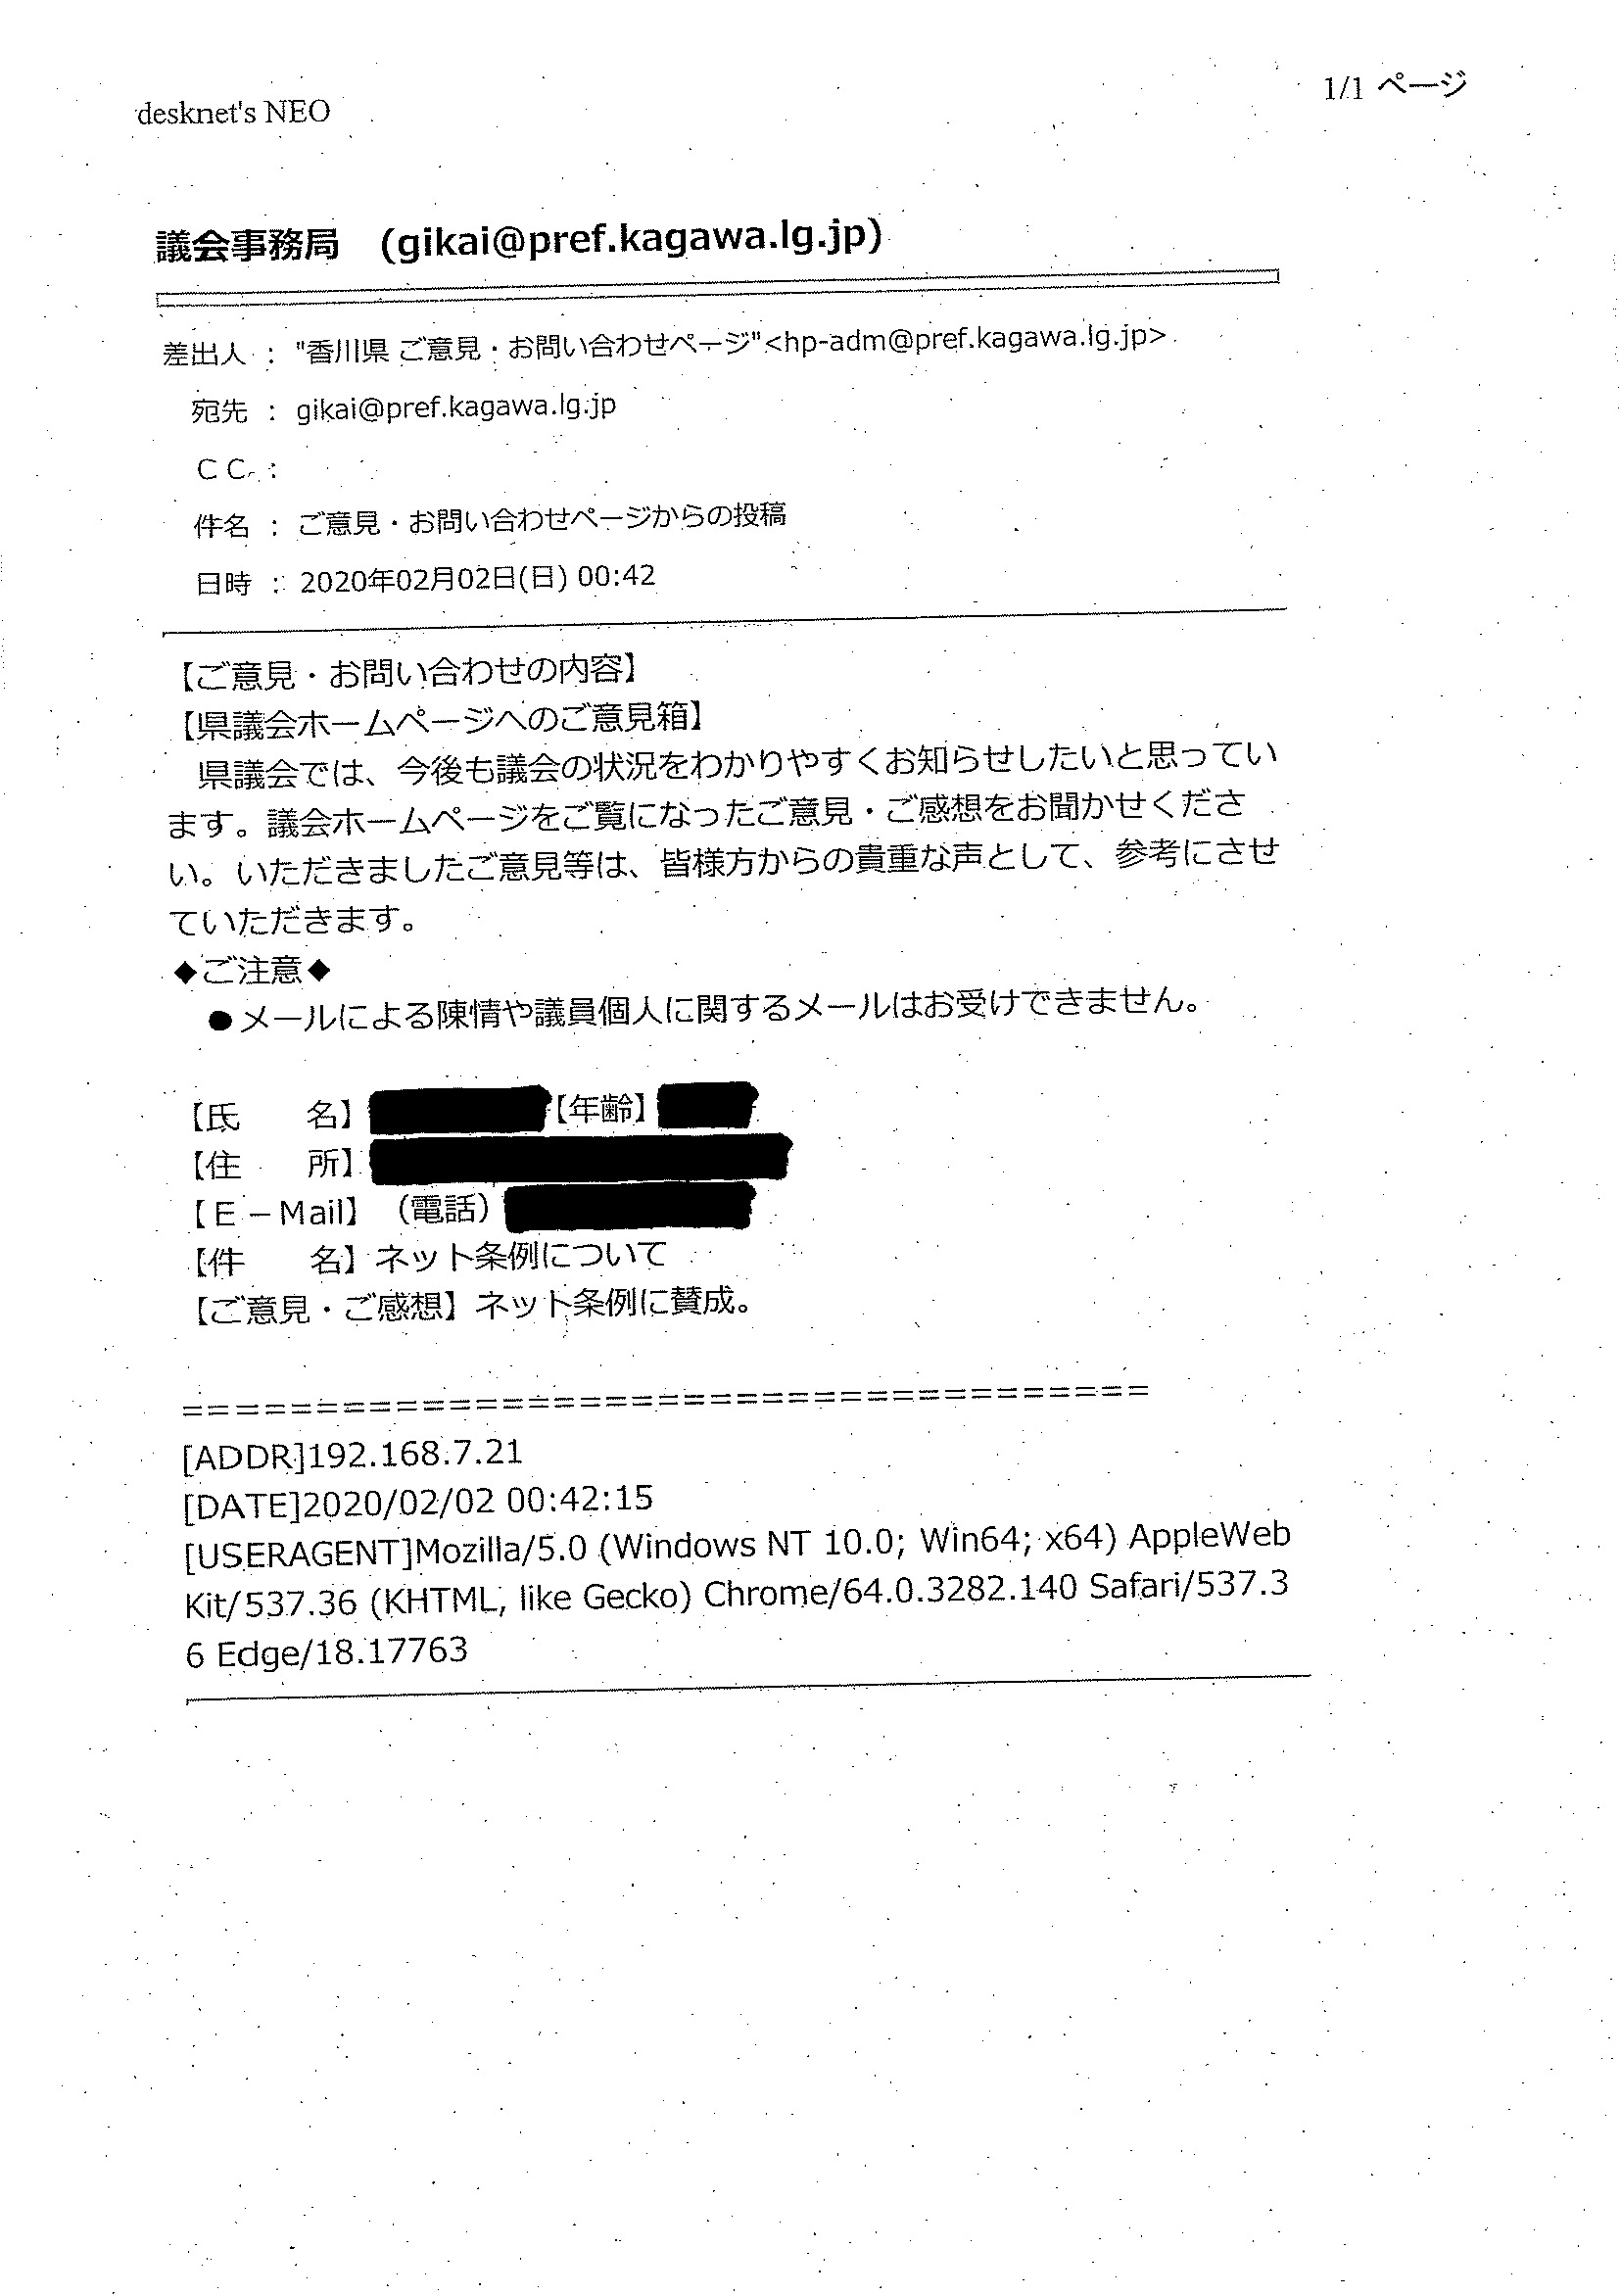 desknet's NEO
1/1 ページ
議会事務局　(gikai@pref.kagawa.lg.jp)
差出人 : "香川県 ご意見・お問い合わせページ"<hp-adm@pref.kagawa.lg.jp>
宛先 : gikai@pref.kagawa.lg.jp
ＣＣ :
件名 : ご意見・お問い合わせページからの投稿
日時 : 2020年02月02日(日) 00:42
【ご意見・お問い合わせの内容】
【県議会ホームページへのご意見箱】
　県議会では、今後も議会の状況をわかりやすくお知らせしたいと思ってい
ます。議会ホームページをご覧になったご意見・ご感想をお聞かせくださ
い。いただきましたご意見等は、皆様方からの貴重な声として、参考にさせ
ていただきます。
◆ご注意◆
　●メールによる陳情や議員個人に関するメールはお受けできません。
【氏　　名】【年齢】
【住　　所】
【Ｅ－Mail】（電話）
【件　　名】ネット条例について
【ご意見・ご感想】ネット条例に賛成。
=====================================
[ADDR]192.168.7.21
[DATE]2020/02/02 00:42:15
[USERAGENT]Mozilla/5.0 (Windows NT 10.0; Win64; x64) AppleWeb
Kit/537.36 (KHTML, like Gecko) Chrome/64.0.3282.140 Safari/537.3
6 Edge/18.17763